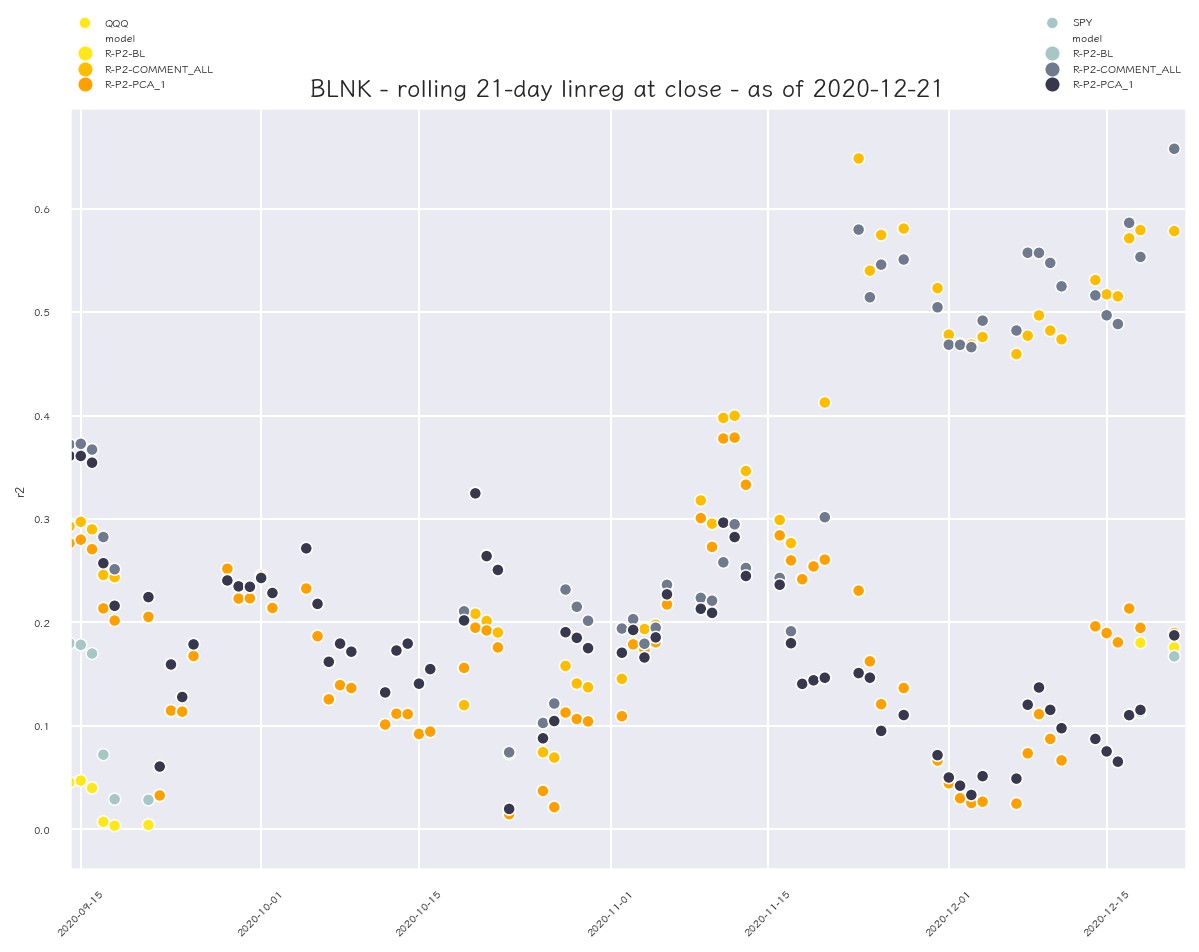 QQQ
model
R-P2-BL
R-P2-COMMENT_ALL
R-P2-PCA_1
SPY
model
R-P2-BL
R-P2-COMMENT_ALL
R-P2-PCA_1
BLNK - rolling 21-day linreg at close - as of 2020-12-21
r2
0.6
0.5
0.4
0.3
0.2
0.1
0.0
2020-09-15
2020-10-01
2020-10-15
2020-11-01
2020-11-15
2020-12-01
2020-12-15